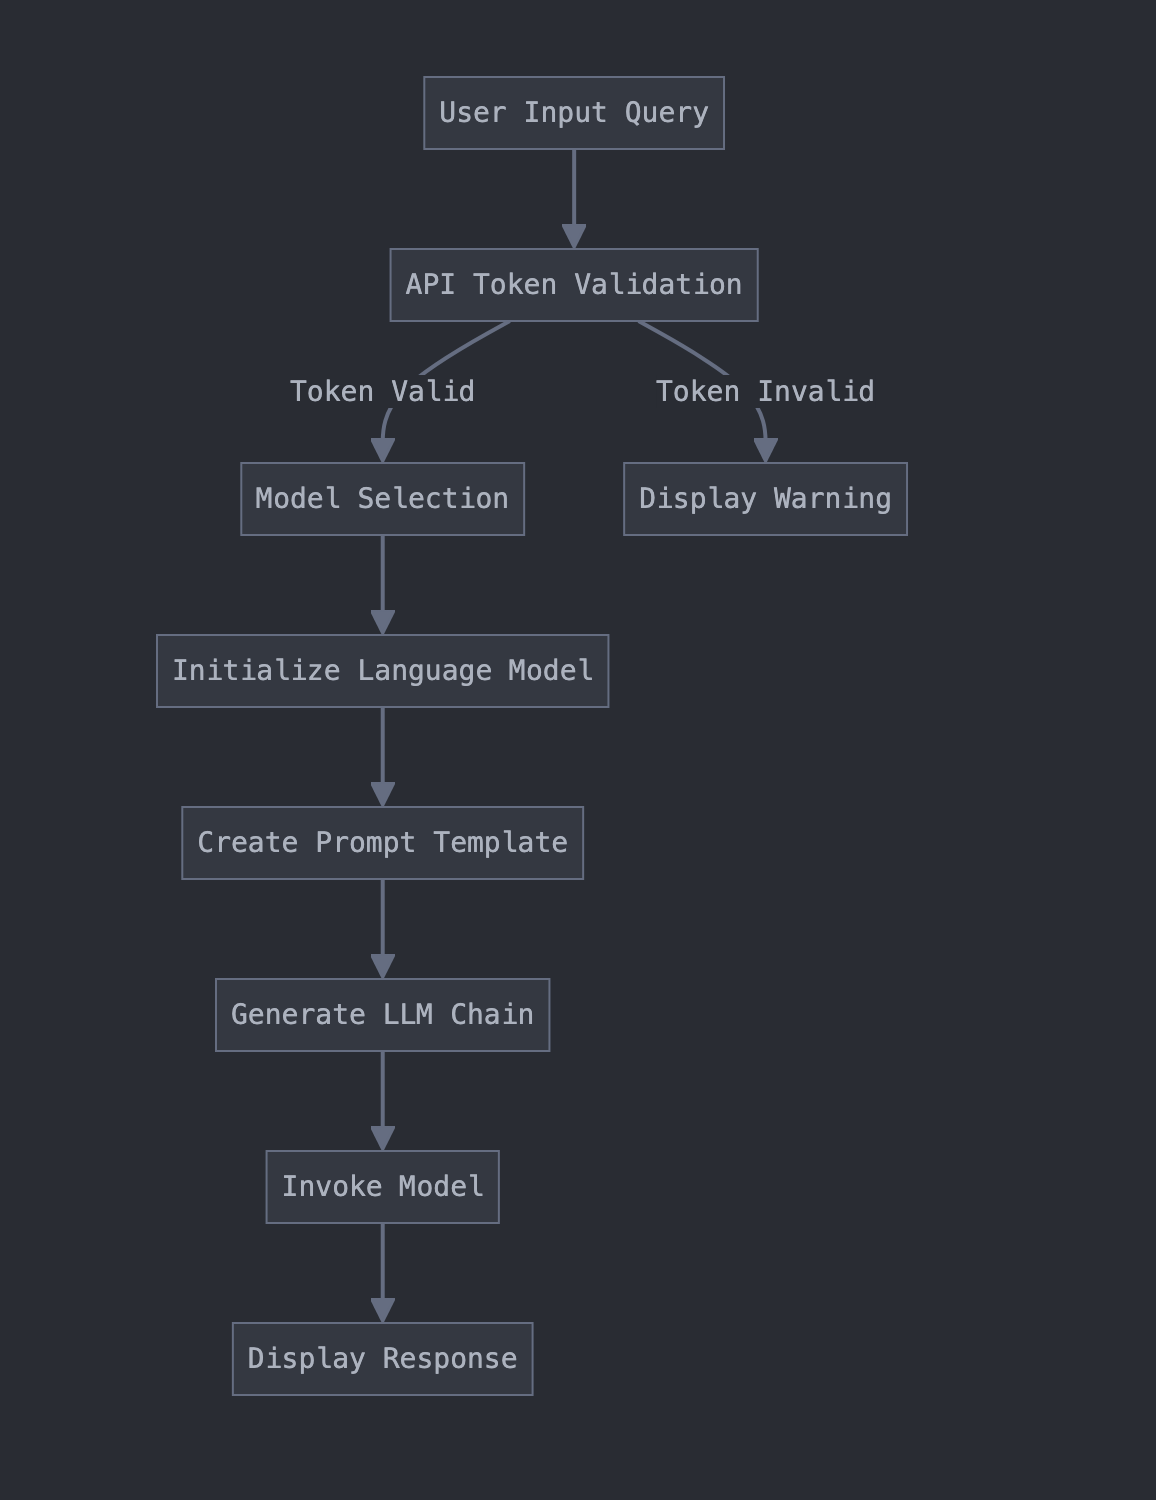 User Input Query
API Token Validation
Token Valid
Token Invalid
Model Selection
Display Warning
Initialize Language Model
Create Prompt Template
Generate LLM Chain
Invoke Model
Display Response